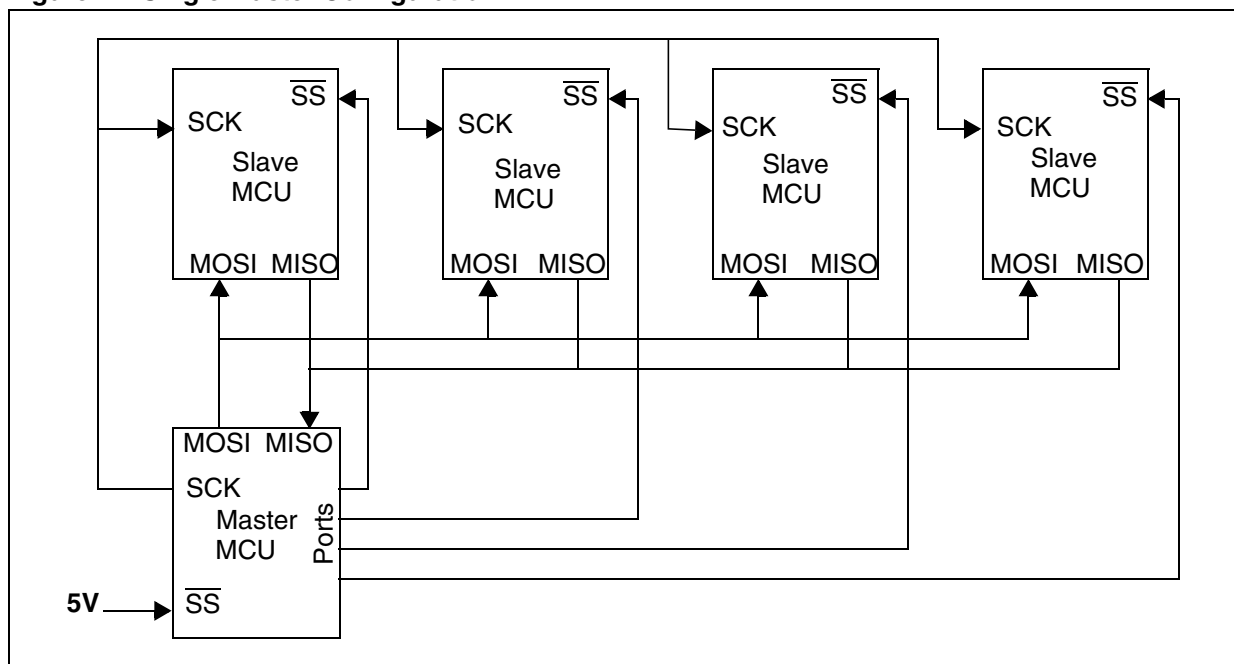 SS SS SS SS
SCK SCK SCK SCK
Slave MCU
Slave MCU
Slave MCU
Slave MCU
MOSI MISO MOSI MISO MOSI MISO MOSI MISO
MOSI MISO
SCK
Master MCU
Ports
5V SS